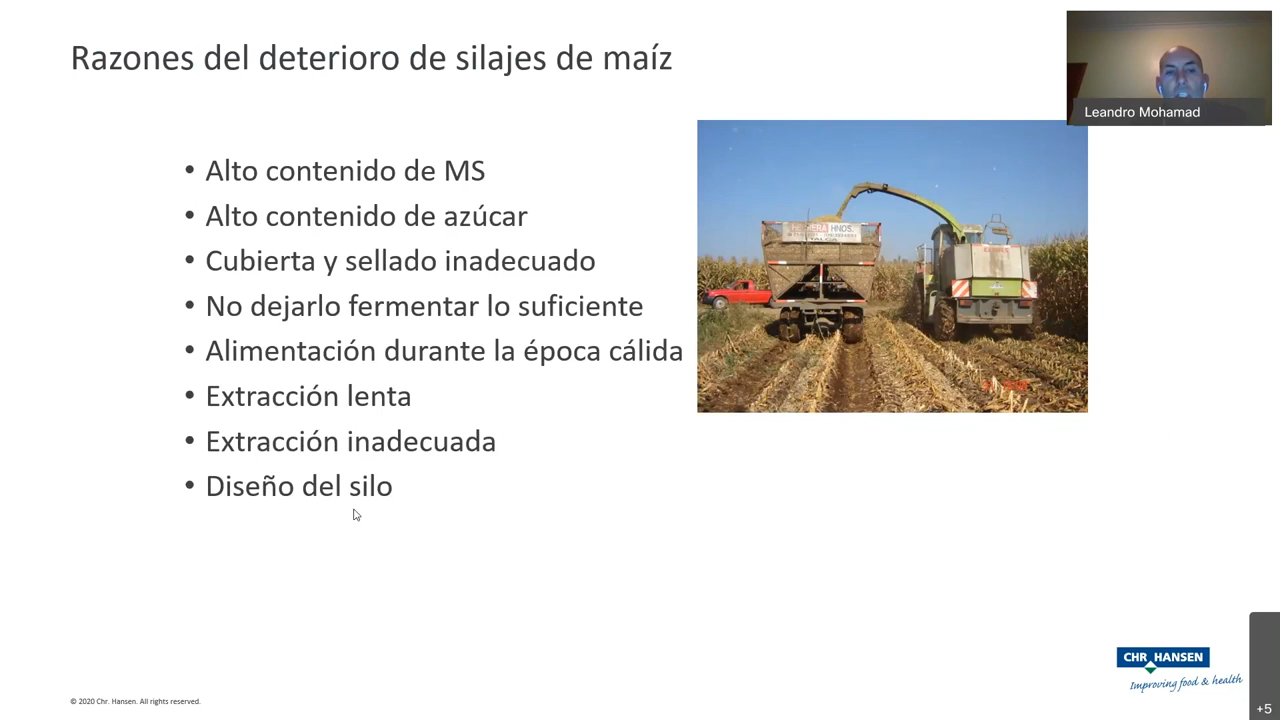 Razones del deterioro de silajes de maíz
Leandro Mohamad
• Alto contenido de MS
• Alto contenido de azúcar
• Cubierta y sellado inadecuado
• No dejarlo fermentar lo suficiente
• Alimentación durante la época cálida
• Extracción lenta
• Extracción inadecuada
• Diseño del silo
HNOS.
CHR HANSEN
Improving food & health
© 2020 Chr. Hansen. All rights reserved.
+5